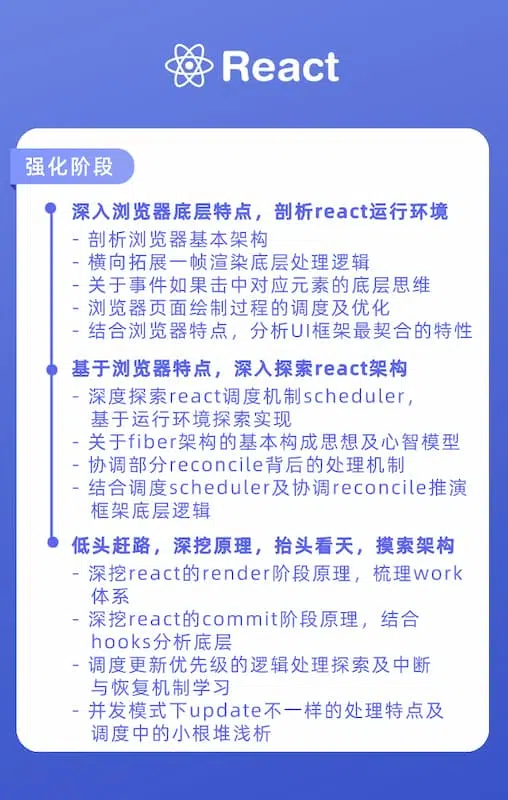 React
强化阶段
深入浏览器底层特点，剖析react运行环境
- 剖析浏览器基本架构
- 横向拓展一帧渲染底层处理逻辑
- 关于事件如果击中对应元素的底层思维
- 浏览器页面绘制过程的调度及优化
- 结合浏览器特点，分析UI框架最契合的特性
基于浏览器特点，深入探索react架构
- 深度探索react调度机制scheduler，
基于运行环境探索实现
- 关于fiber架构的基本构成思想及心智模型
- 协调部分reconcile背后的处理机制
- 结合调度scheduler及协调reconcile推演
框架底层逻辑
低头赶路，深挖原理，抬头看天，摸索架构
- 深挖react的render阶段原理，梳理work
体系
- 深挖react的commit阶段原理，结合
hooks分析底层
- 调度更新优先级的逻辑处理探索及中断
与恢复机制学习
- 并发模式下update不一样的处理特点及
调度中的小根堆浅析